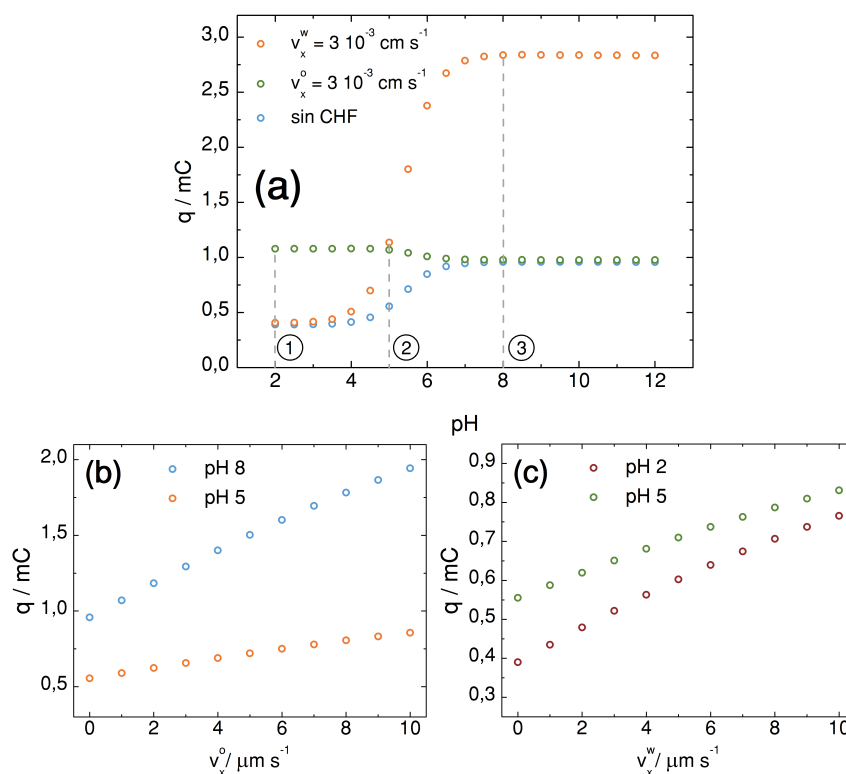 v_x^w = 3 10^-3 cm s^-1
v_x^o = 3 10^-3 cm s^-1
sin CHF
(a)
q / mC
3,0
2,5
2,0
1,5
1,0
0,5
0,0
1
2
3
2 4 6 8 10 12
pH
(b)
pH 8
pH 5
q / mC
2,0
1,5
1,0
0,5
0 2 4 6 8 10
v_x^o / μm s^-1
(c)
pH 2
pH 5
q / mC
0,9
0,8
0,7
0,6
0,5
0,4
0,3
0 2 4 6 8 10
v_x^w / μm s^-1